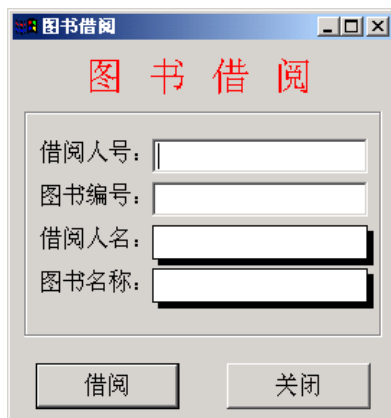 图书借阅
图 书 借 阅
借阅人号：
图书编号：
借阅人名：
图书名称：
借阅 关闭